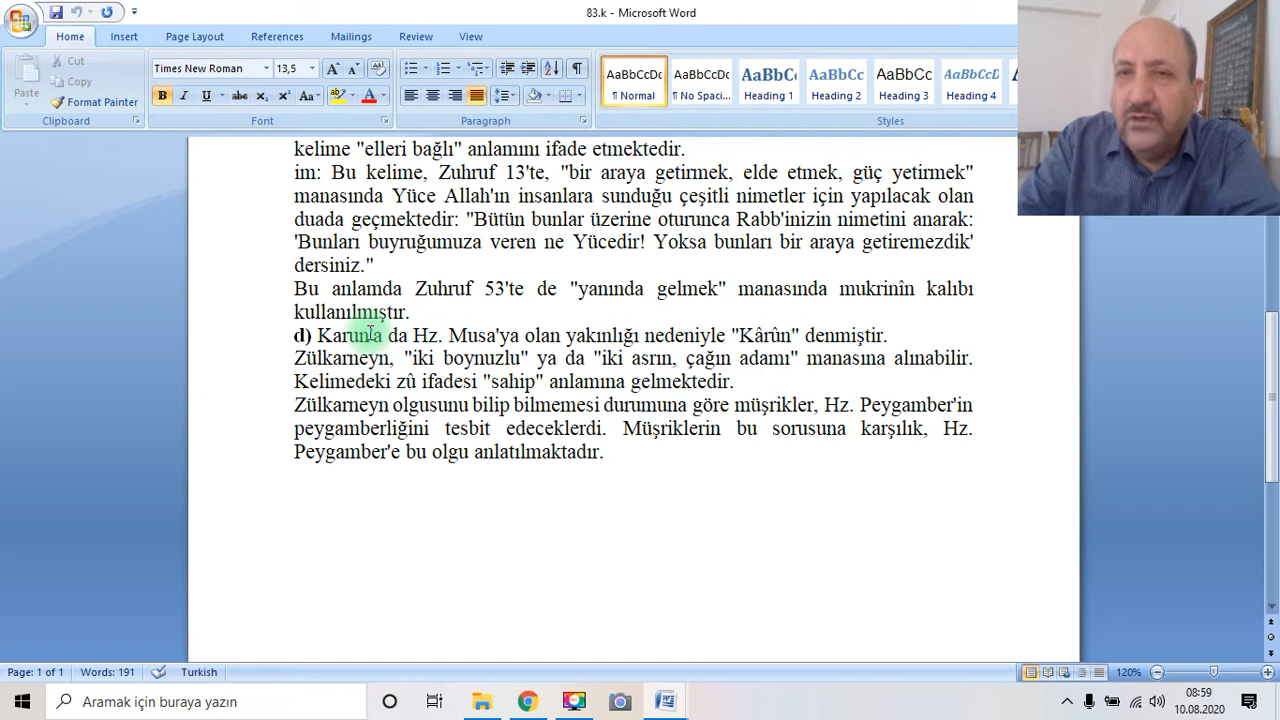 83.k - Microsoft Word
Home Insert Page Layout References Mailings Review View
Cut
Copy
Format Painter
Paste
Clipboard
Times New Roman 13,5
Font
Paragraph
AaBbCcDc AaBbCcDc AaBbC AaBbCc AaBbCc AaBbCcD
¶ Normal ¶ No Spaci... Heading 1 Heading 2 Heading 3 Heading 4
Styles
kelime "elleri bağlı" anlamını ifade etmektedir.
im: Bu kelime, Zuhruf 13'te, "bir araya getirmek, elde etmek, güç yetirmek"
manasında Yüce Allah'ın insanlara sunduğu çeşitli nimetler için yapılacak olan
duada geçmektedir: "Bütün bunlar üzerine oturunca Rabb'inizin nimetini anarak:
'Bunları buyruğumuza veren ne Yücedir! Yoksa bunları bir araya getiremezdik'
dersiniz."
Bu anlamda Zuhruf 53'te de "yanında gelmek" manasında mukrinîn kalıbı
kullanılmıştır.
d) Karun'a da Hz. Musa'ya olan yakınlığı nedeniyle "Kârûn" denmiştir.
Zülkarneyn, "iki boynuzlu" ya da "iki asrın, çağın adamı" manasına alınabilir.
Kelimedeki zû ifadesi "sahip" anlamına gelmektedir.
Zülkarneyn olgusunu bilip bilmemesi durumuna göre müşrikler, Hz. Peygamber'in
peygamberliğini tesbit edeceklerdi. Müşriklerin bu sorusuna karşılık, Hz.
Peygamber'e bu olgu anlatılmaktadır.
Page: 1 of 1 Words: 191 Turkish 120%
Aramak için buraya yazın
08:59
10.08.2020